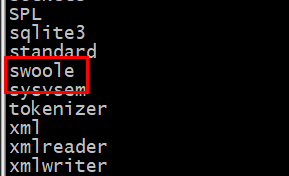 SPL
sqlite3
standard
swoole
sysvsem
tokenizer
xml
xmlreader
xmlwriter